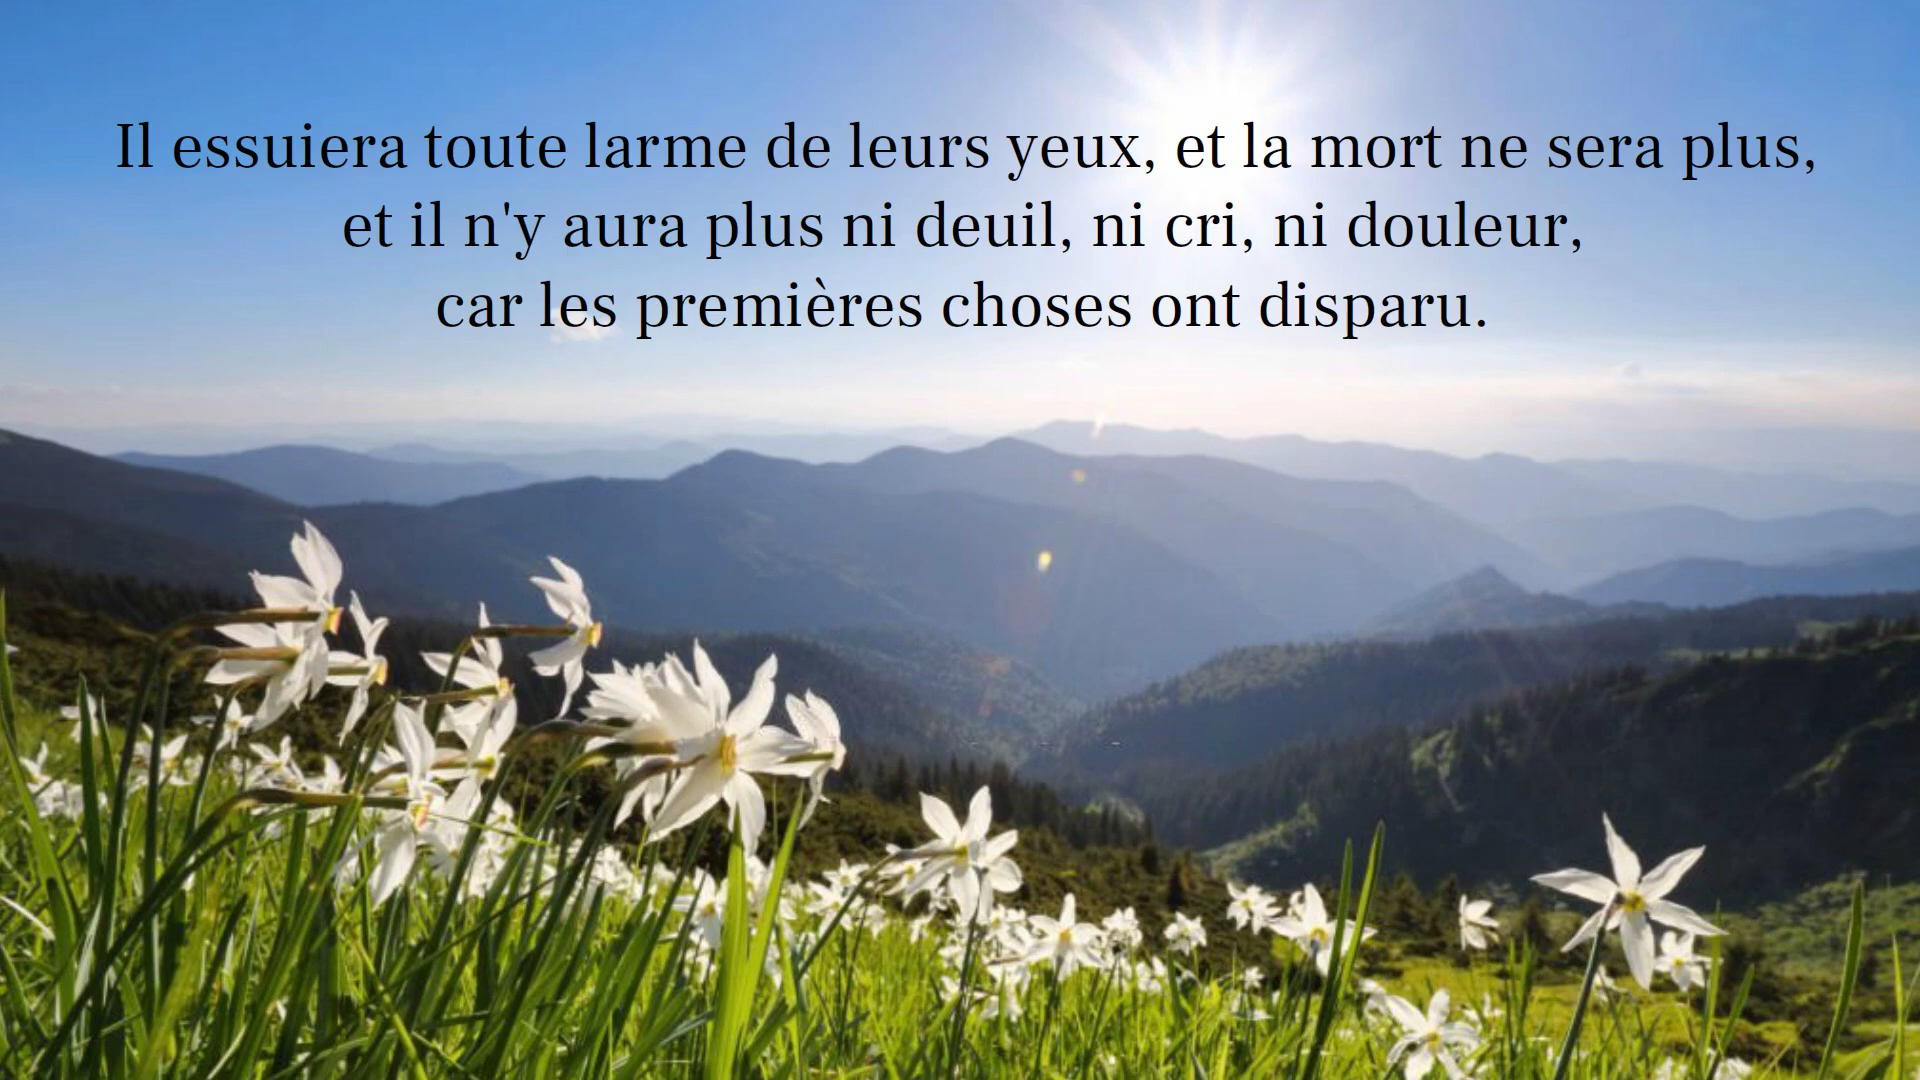 Il essuiera toute larme de leurs yeux, et la mort ne sera plus,
et il n'y aura plus ni deuil, ni cri, ni douleur,
car les premières choses ont disparu.